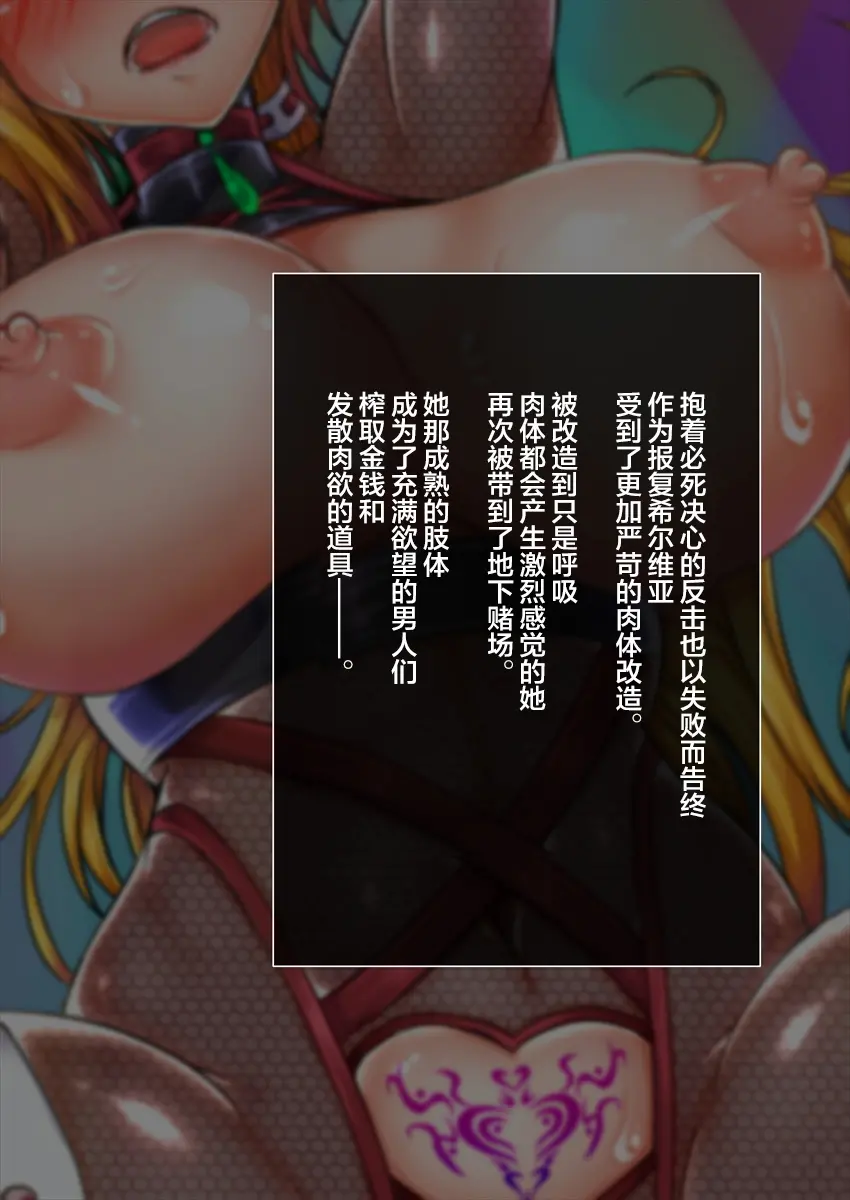 抱着必死决心的反击也以失败而告终
作为报复希尔维亚
受到了更加严苛的肉体改造。
被改造到只是呼吸
肉体都会产生激烈感觉的她
再次被带到了地下赌场。
她那成熟的肢体
成为了充满欲望的男人们
榨取金钱和
发散肉欲的道具——。